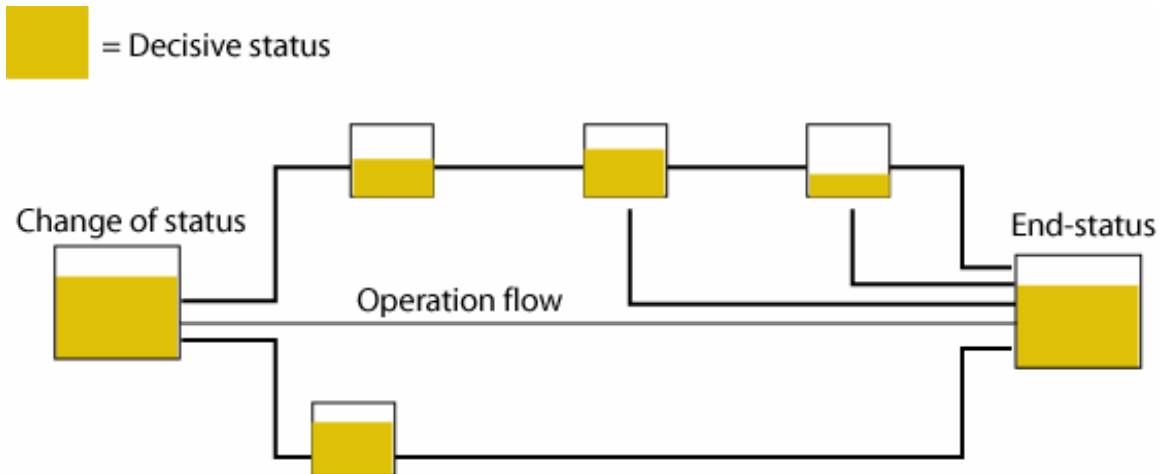 = Decisive status
Change of status
End-status
Operation flow